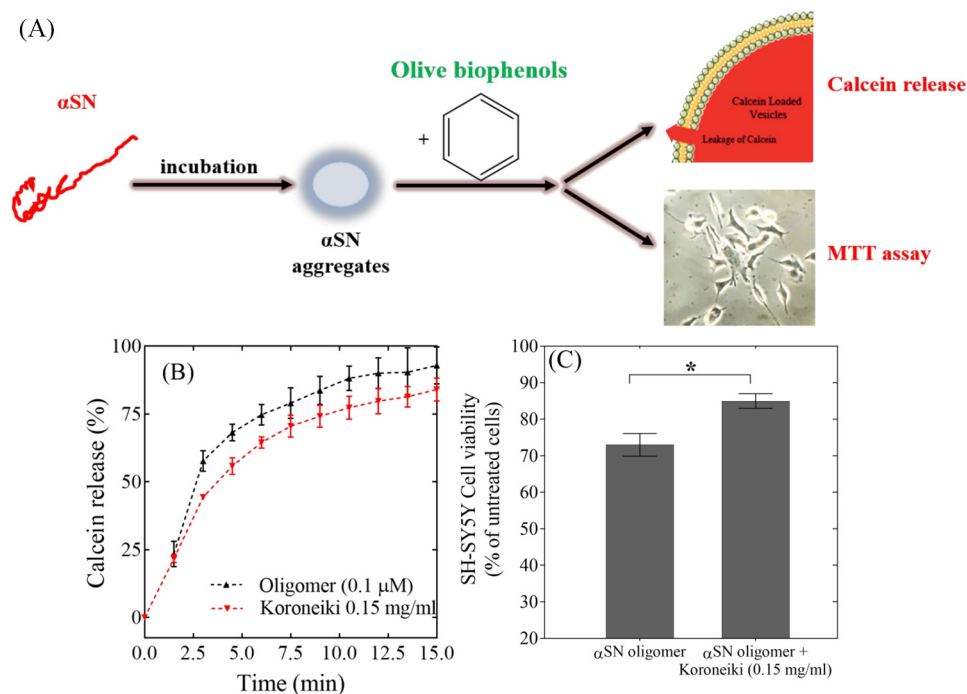 (A)
αSN
incubation
αSN
aggregates
Olive biophenols
+
Calcein Loaded
Vesicles
Leakage of Calcein
Calcein release
MTT assay
(B)
Calcein release (%)
100
75
50
25
0
Oligomer (0.1 μM)
Koroneiki 0.15 mg/ml
0.0 2.5 5.0 7.5 10.0 12.5 15.0
Time (min)
(C)
*
SH-SY5Y Cell viability
(% of untreated cells)
100
90
80
70
60
50
40
30
20
αSN oligomer
αSN oligomer +
Koroneiki (0.15 mg/ml)